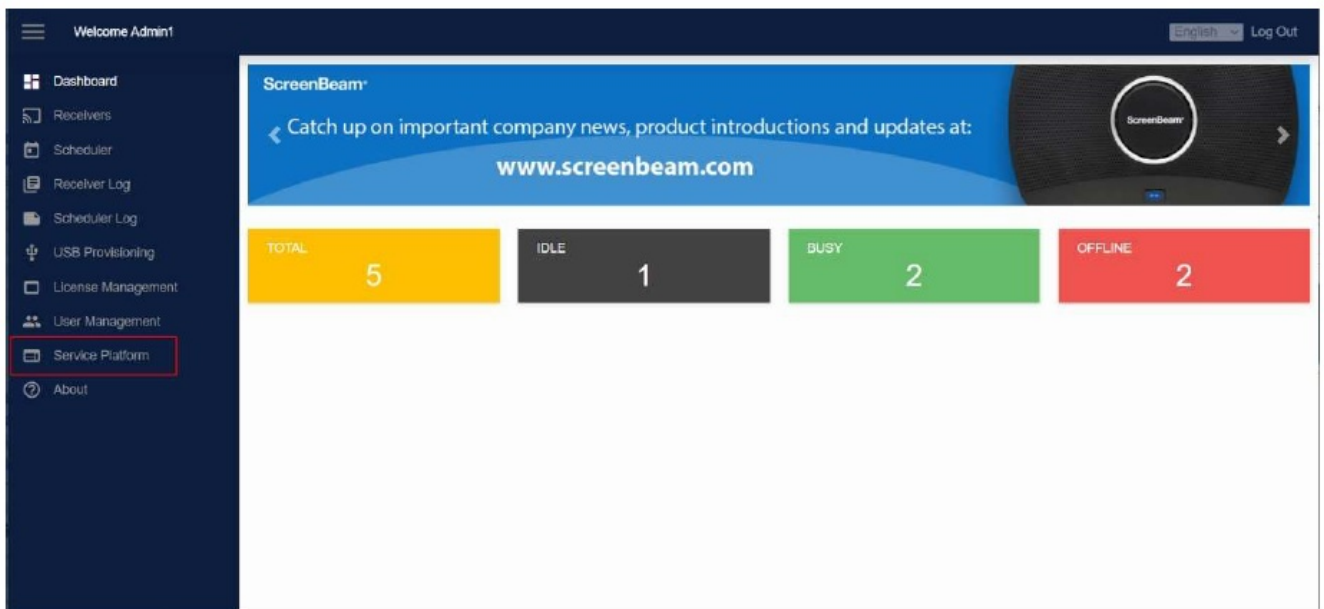 Welcome Admin1
English
Log Out
Dashboard
Receivers
Scheduler
Receiver Log
Scheduler Log
USB Provisioning
License Management
User Management
Service Platform
About
ScreenBeam
Catch up on important company news, product introductions and updates at:
www.screenbeam.com
ScreenBeam
TOTAL
5
IDLE
1
BUSY
2
OFFLINE
2